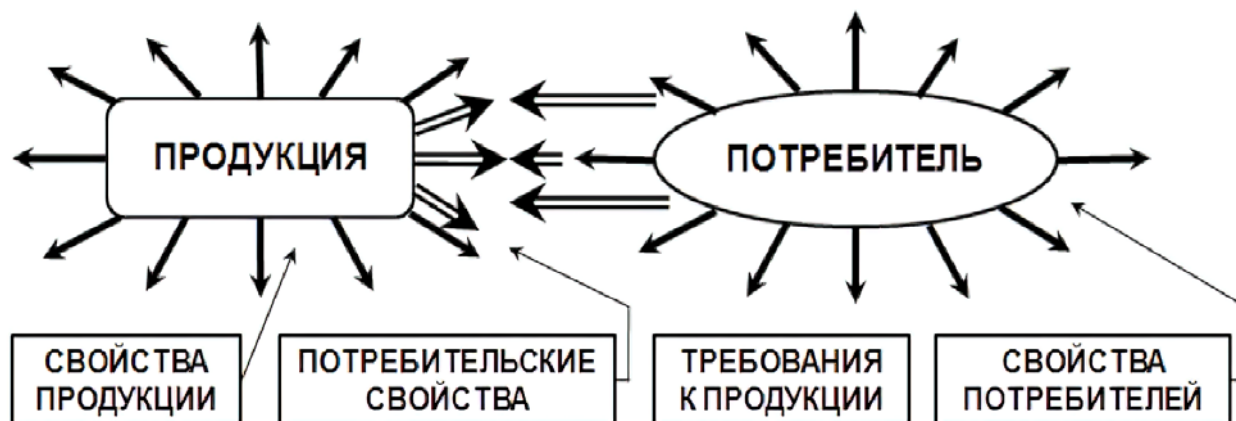 ПРОДУКЦИЯ
ПОТРЕБИТЕЛЬ
СВОЙСТВА
ПРОДУКЦИИ
ПОТРЕБИТЕЛЬСКИЕ
СВОЙСТВА
ТРЕБОВАНИЯ
К ПРОДУКЦИИ
СВОЙСТВА
ПОТРЕБИТЕЛЕЙ